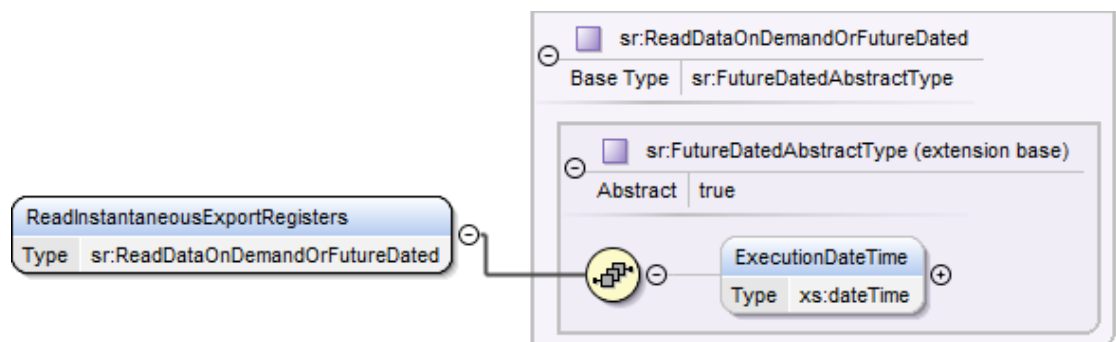 sr:ReadDataOnDemandOrFutureDated
Base Type sr:FutureDatedAbstractType
sr:FutureDatedAbstractType (extension base)
Abstract true
ReadInstantaneousExportRegisters
Type sr:ReadDataOnDemandOrFutureDated
ExecutionDateTime
Type xs:dateTime